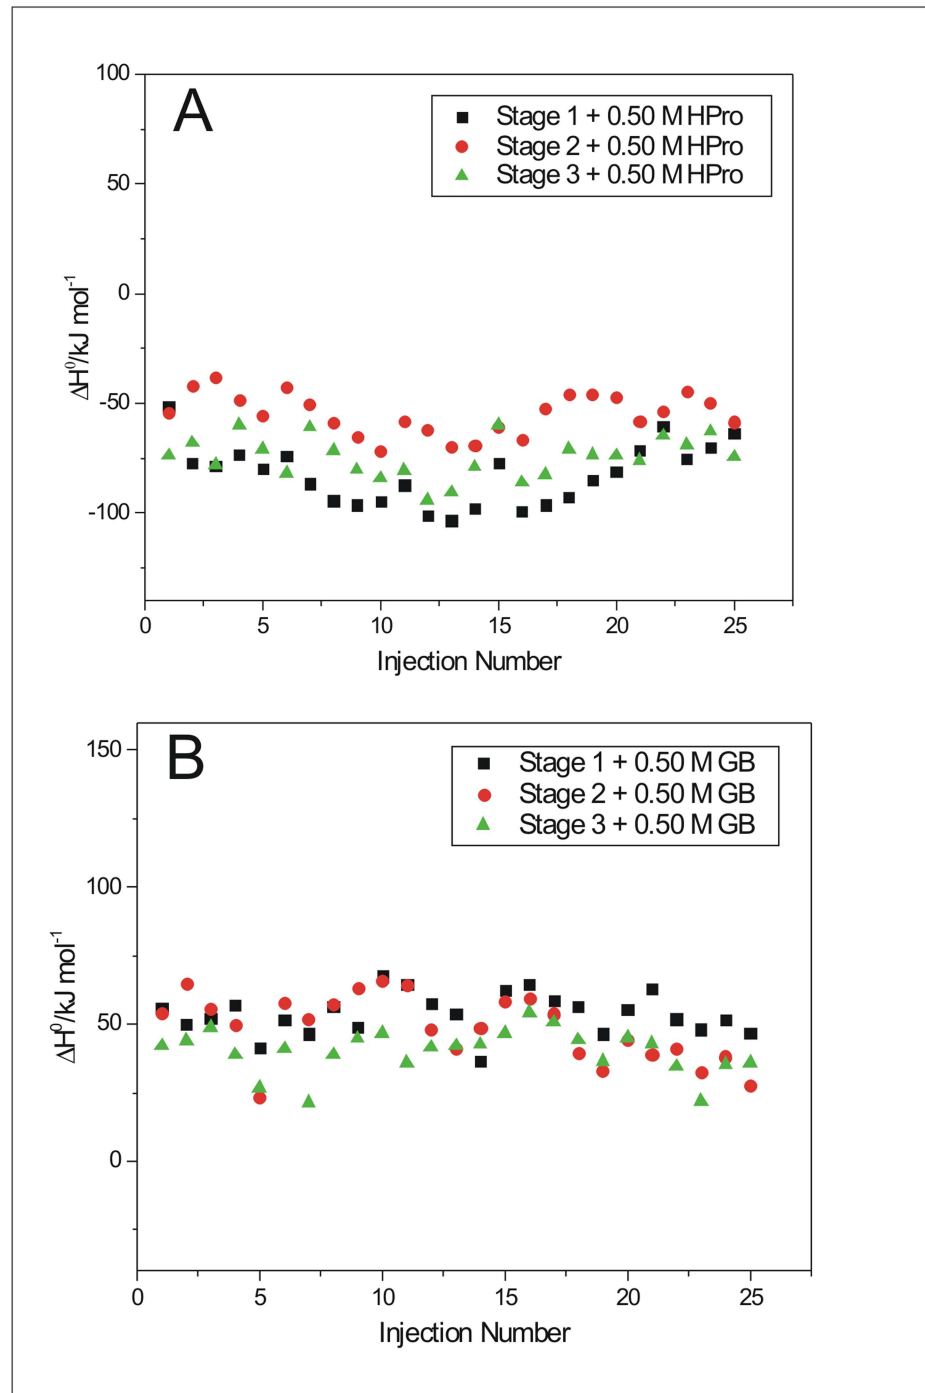 A
Stage 1 + 0.50 M HPro
Stage 2 + 0.50 M HPro
Stage 3 + 0.50 M HPro
100
50
0
-50
-100
ΔH⁰/kJ mol⁻¹
0 5 10 15 20 25
Injection Number
B
Stage 1 + 0.50 M GB
Stage 2 + 0.50 M GB
Stage 3 + 0.50 M GB
150
100
50
0
ΔH⁰/kJ mol⁻¹
0 5 10 15 20 25
Injection Number